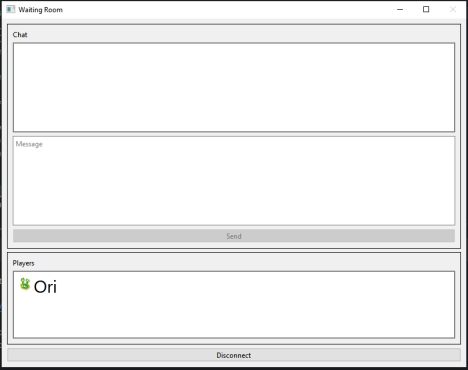 Waiting Room
Chat
Message
Send
Players
Ori
Disconnect